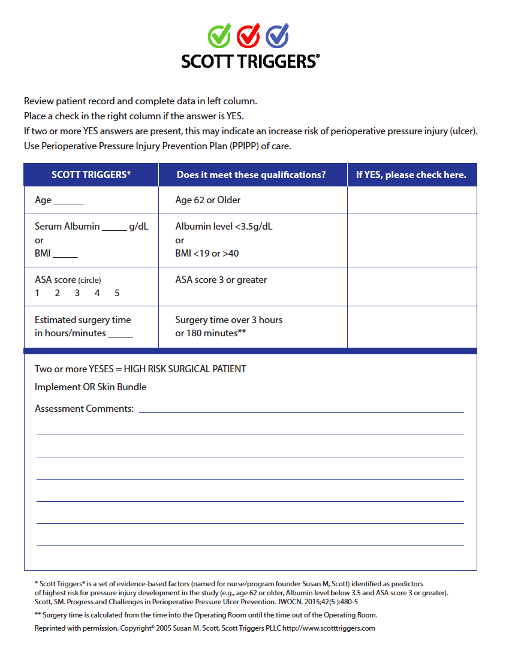 SCOTT TRIGGERS®
Review patient record and complete data in left column.
Place a check in the right column if the answer is YES.
If two or more YES answers are present, this may indicate an increase risk of perioperative pressure injury (ulcer).
Use Perioperative Pressure Injury Prevention Plan (PPIPP) of care.
SCOTT TRIGGERS* Does it meet these qualifications? If YES, please check here.
Age ______ Age 62 or Older
Serum Albumin _____ g/dL Albumin level <3.5g/dL
or or
BMI _____ BMI <19 or >40
ASA score (circle) ASA score 3 or greater
1 2 3 4 5
Estimated surgery time Surgery time over 3 hours
in hours/minutes _____ or 180 minutes**
Two or more YESES = HIGH RISK SURGICAL PATIENT
Implement OR Skin Bundle
Assessment Comments:
* Scott Triggers® is a set of evidence-based factors (named for nurse/program founder Susan M, Scott) identified as predictors
of highest risk for pressure injury development in the study (e.g., age 62 or older, Albumin level below 3.5 and ASA score 3 or greater).
Scott, SM. Progress and Challenges in Perioperative Pressure Ulcer Prevention. JWOCN. 2015;42(5 ):480-5
** Surgery time is calculated from the time into the Operating Room until the time out of the Operating Room.
Reprinted with permission. Copyright® 2005 Susan M. Scott, Scott Triggers PLLC http://www.scotttriggers.com